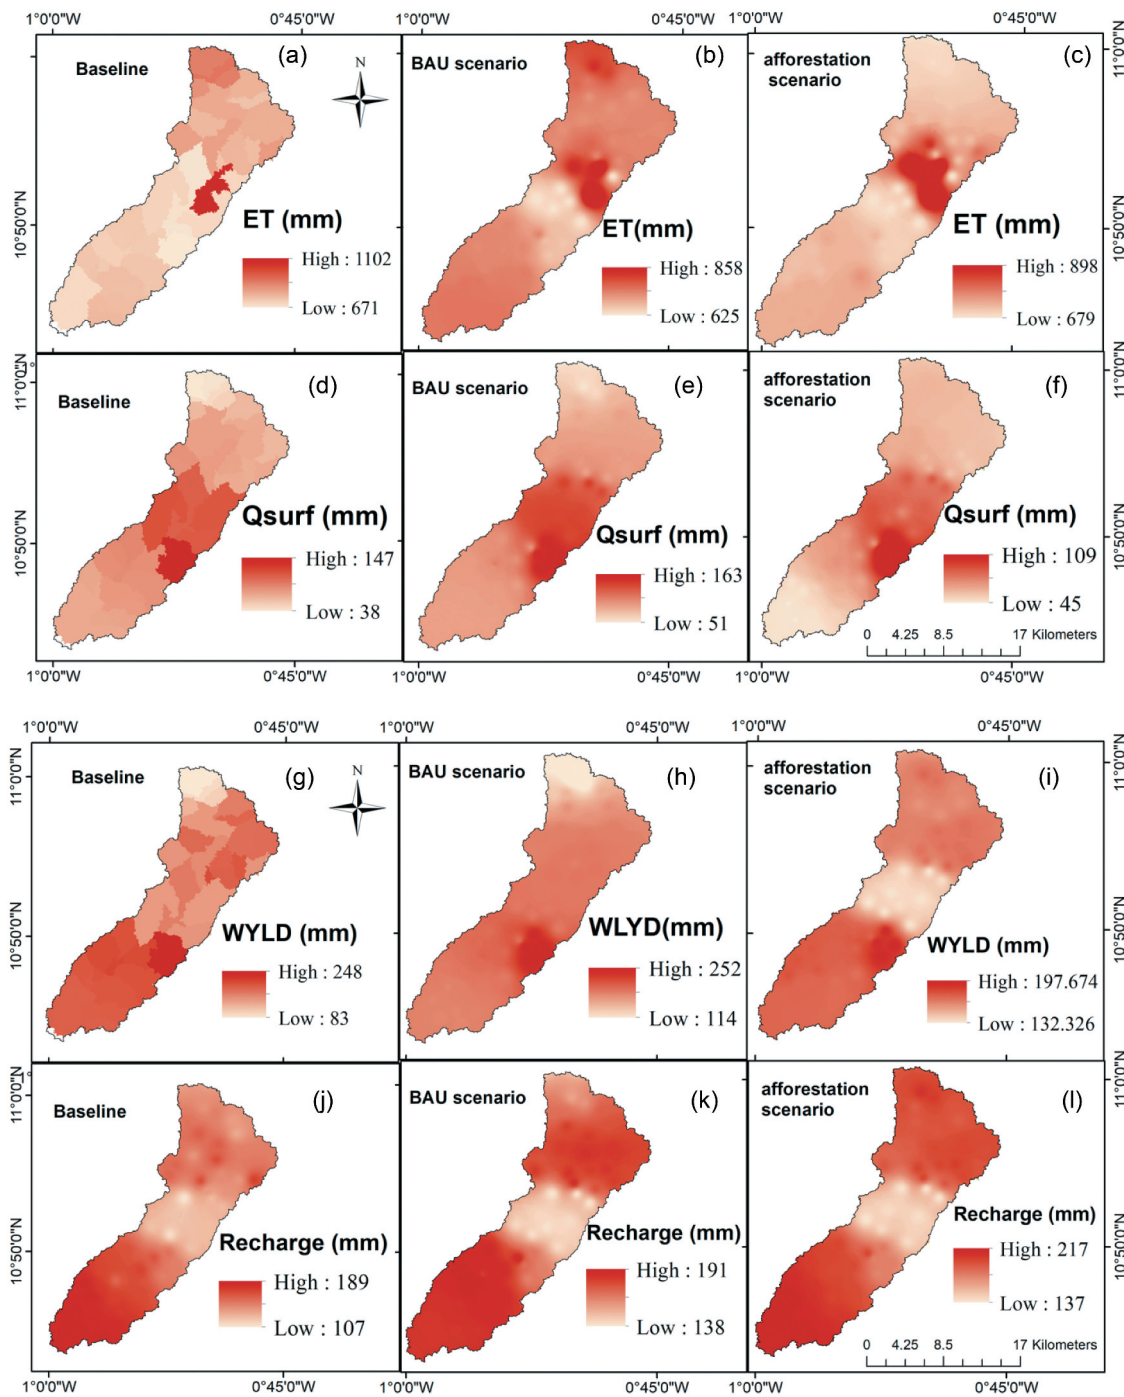 1°0'0"W 0°45'0"W 1°0'0"W 0°45'0"W 1°0'0"W 0°45'0"W
Baseline (a) N
BAU scenario (b)
afforestation scenario (c)
11°0'0"N
10°50'0"N
10°50'0"N
ET (mm)
High : 1102
Low : 671
ET(mm)
High : 858
Low : 625
ET (mm)
High : 898
Low : 679
11°0'0"N
Baseline (d)
BAU scenario (e)
afforestation
scenario (f)
11°0'0"N
10°50'0"N
10°50'0"N
Qsurf (mm)
High : 147
Low : 38
Qsurf (mm)
High : 163
Low : 51
Qsurf (mm)
High : 109
Low : 45
0 4.25 8.5 17 Kilometers
1°0'0"W 0°45'0"W 1°0'0"W 0°45'0"W 1°0'0"W 0°45'0"W
1°0'0"W 0°45'0"W 1°0'0"W 0°45'0"W 1°0'0"W 0°45'0"W
Baseline (g) N
BAU scenario (h)
afforestation
scenario (i)
11°0'0"N
11°0'0"N
10°50'0"N
10°50'0"N
WYLD (mm)
High : 248
Low : 83
WLYD(mm)
High : 252
Low : 114
WYLD (mm)
High : 197.674
Low : 132.326
Baseline (j)
BAU scenario (k)
afforestation
scenario (l)
11°0'0"N
11°0'0"N
10°50'0"N
10°50'0"N
Recharge (mm)
High : 189
Low : 107
Recharge (mm)
High : 191
Low : 138
Recharge (mm)
High : 217
Low : 137
0 4.25 8.5 17 Kilometers
1°0'0"W 0°45'0"W 1°0'0"W 0°45'0"W 1°0'0"W 0°45'0"W